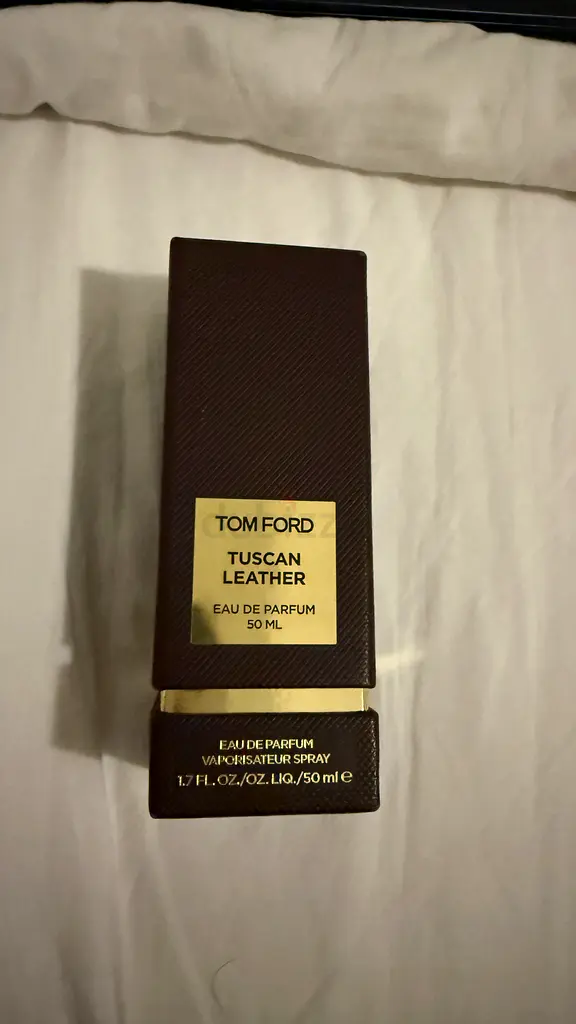 TOM FORD
TUSCAN
LEATHER
EAU DE PARFUM
50 ML
EAU DE PARFUM
VAPORISATEUR SPRAY
1.7 FL. OZ./OZ. LIQ./50 ml e